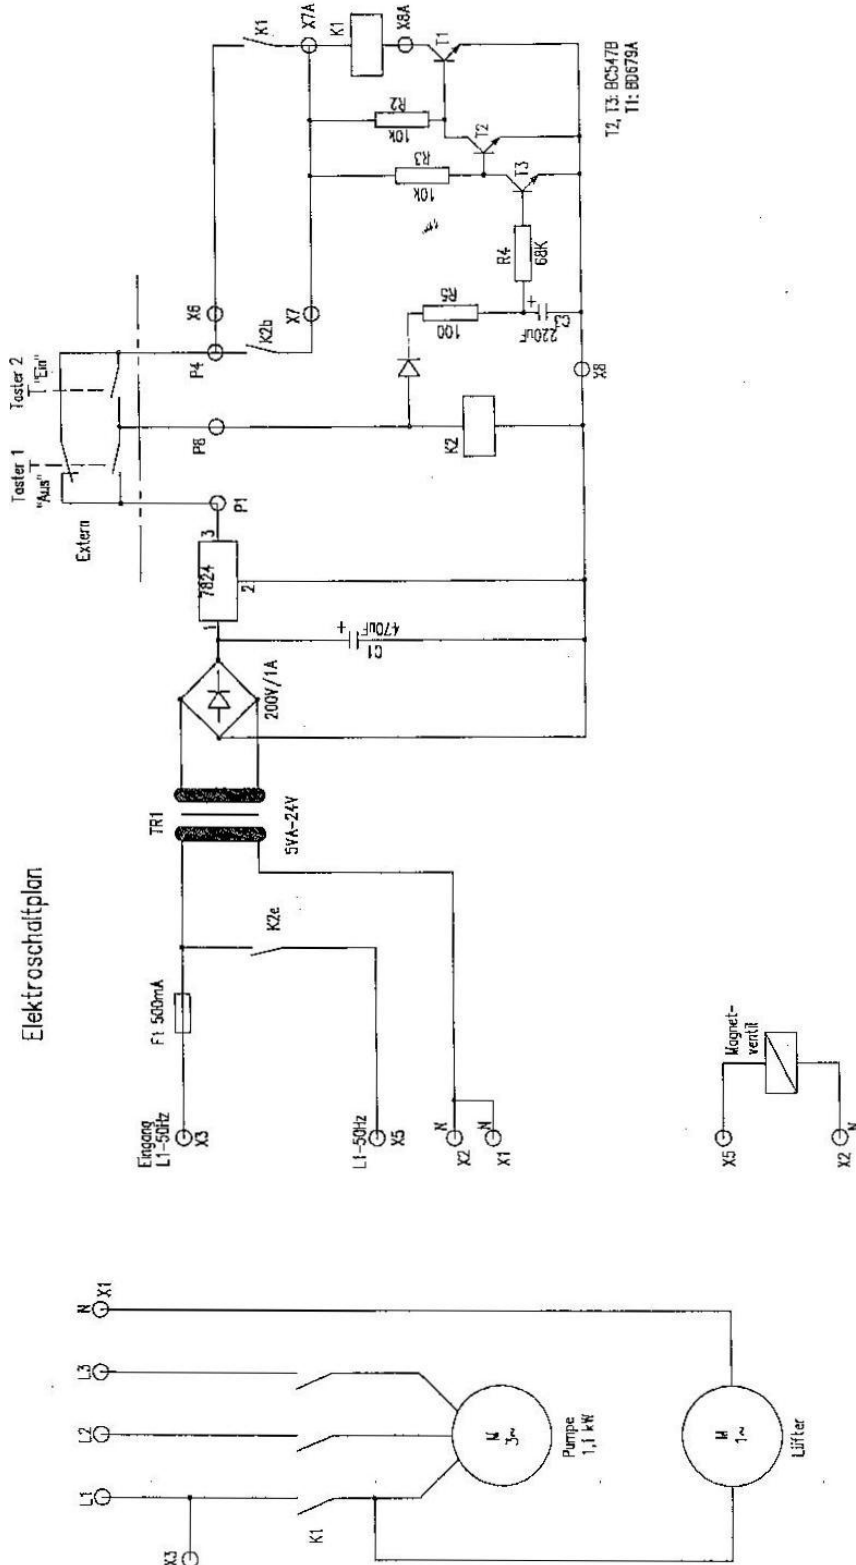 Elektroschaltplan
Eingang
L1-50Hz
X3
F1 500mA
K2e
L1-50Hz
X5
N
X2
N
X1
TR1
5VA-24V
200V/1A
1
7824
3
2
C1
+
470uF
P1
Extern
Taster 1
"Aus"
Taster 2
"Ein"
P6
P4
X6
K2b
X7
K2
R5
100
+
C3
220uF
X8
R4
68K
R3
10k
R2
10k
T3
T2
T1
K1
X7A
K1
X8A
T2, T3: BC547B
T1: BD679A
Magnet-
ventil
X5
X2
N
L1
L2
L3
N
X1
X3
K1
M
3~
Pumpe
1,1 kW
M
1~
Lüfter